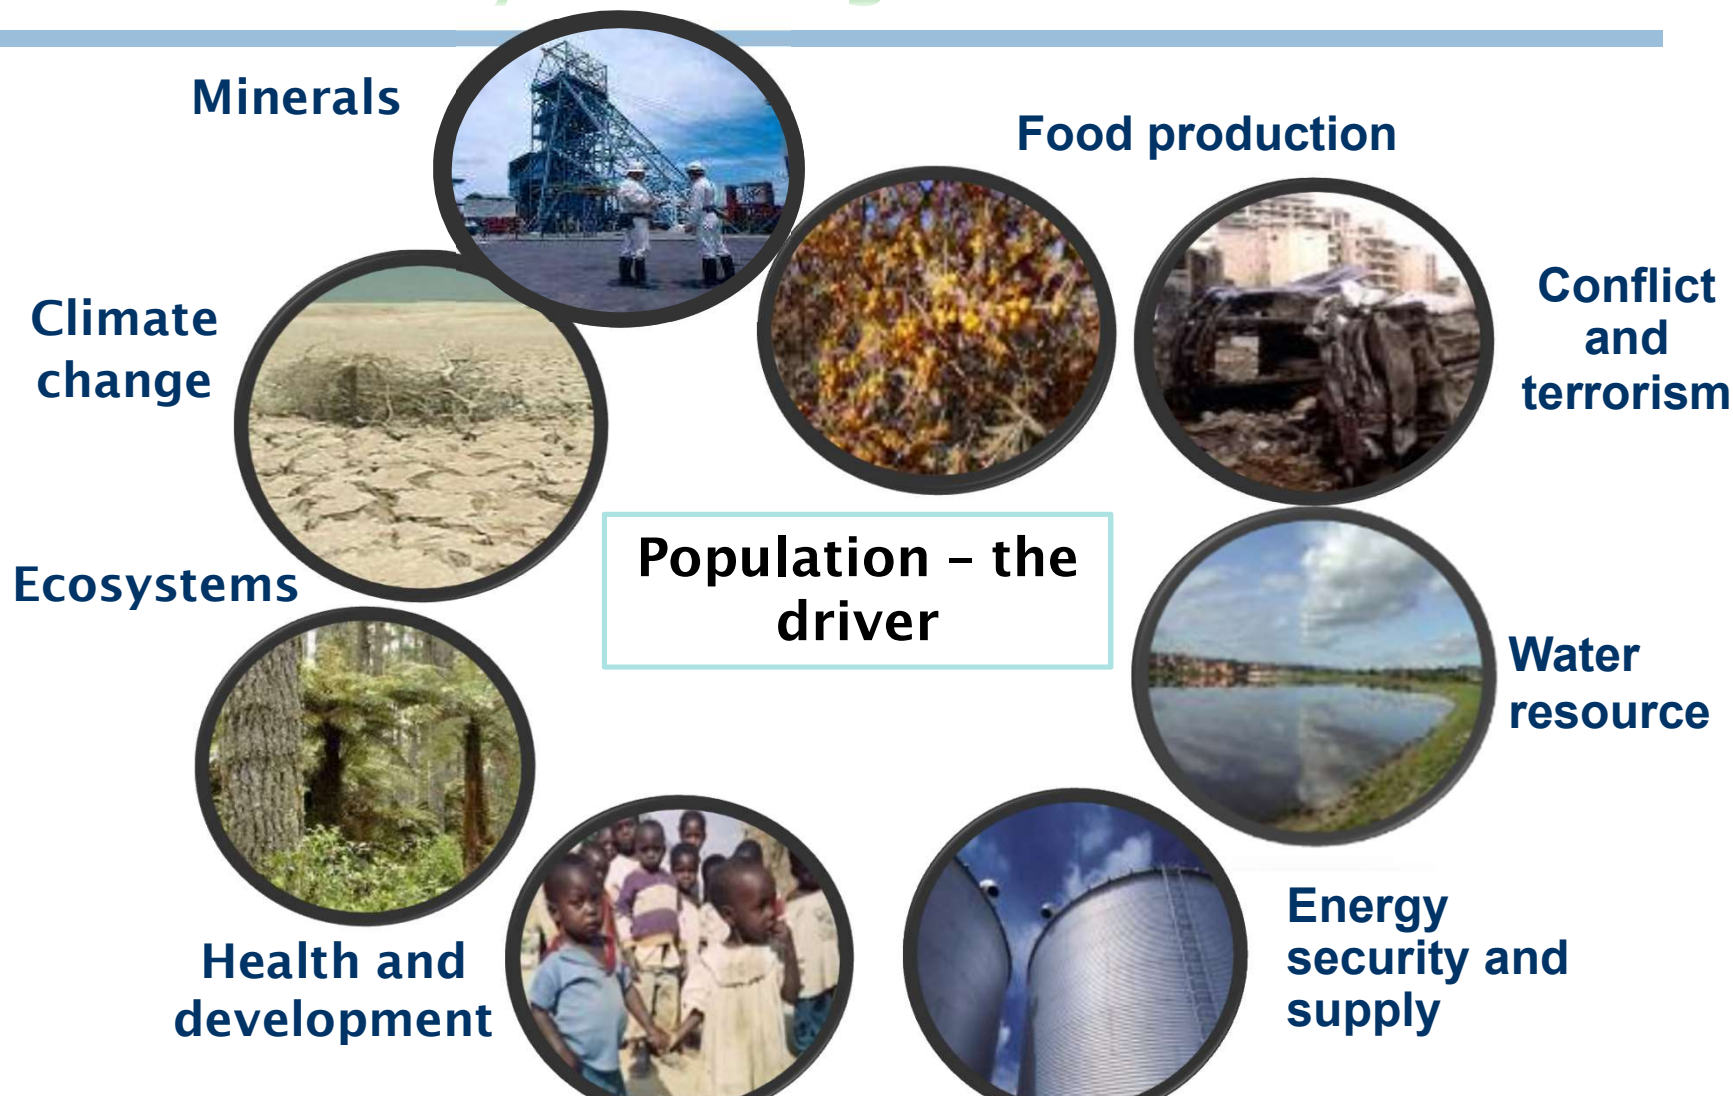 Minerals
Food production
Conflict
and
terrorism
Climate
change
Population – the
driver
Ecosystems
Water
resource
Energy
security and
supply
Health and
development